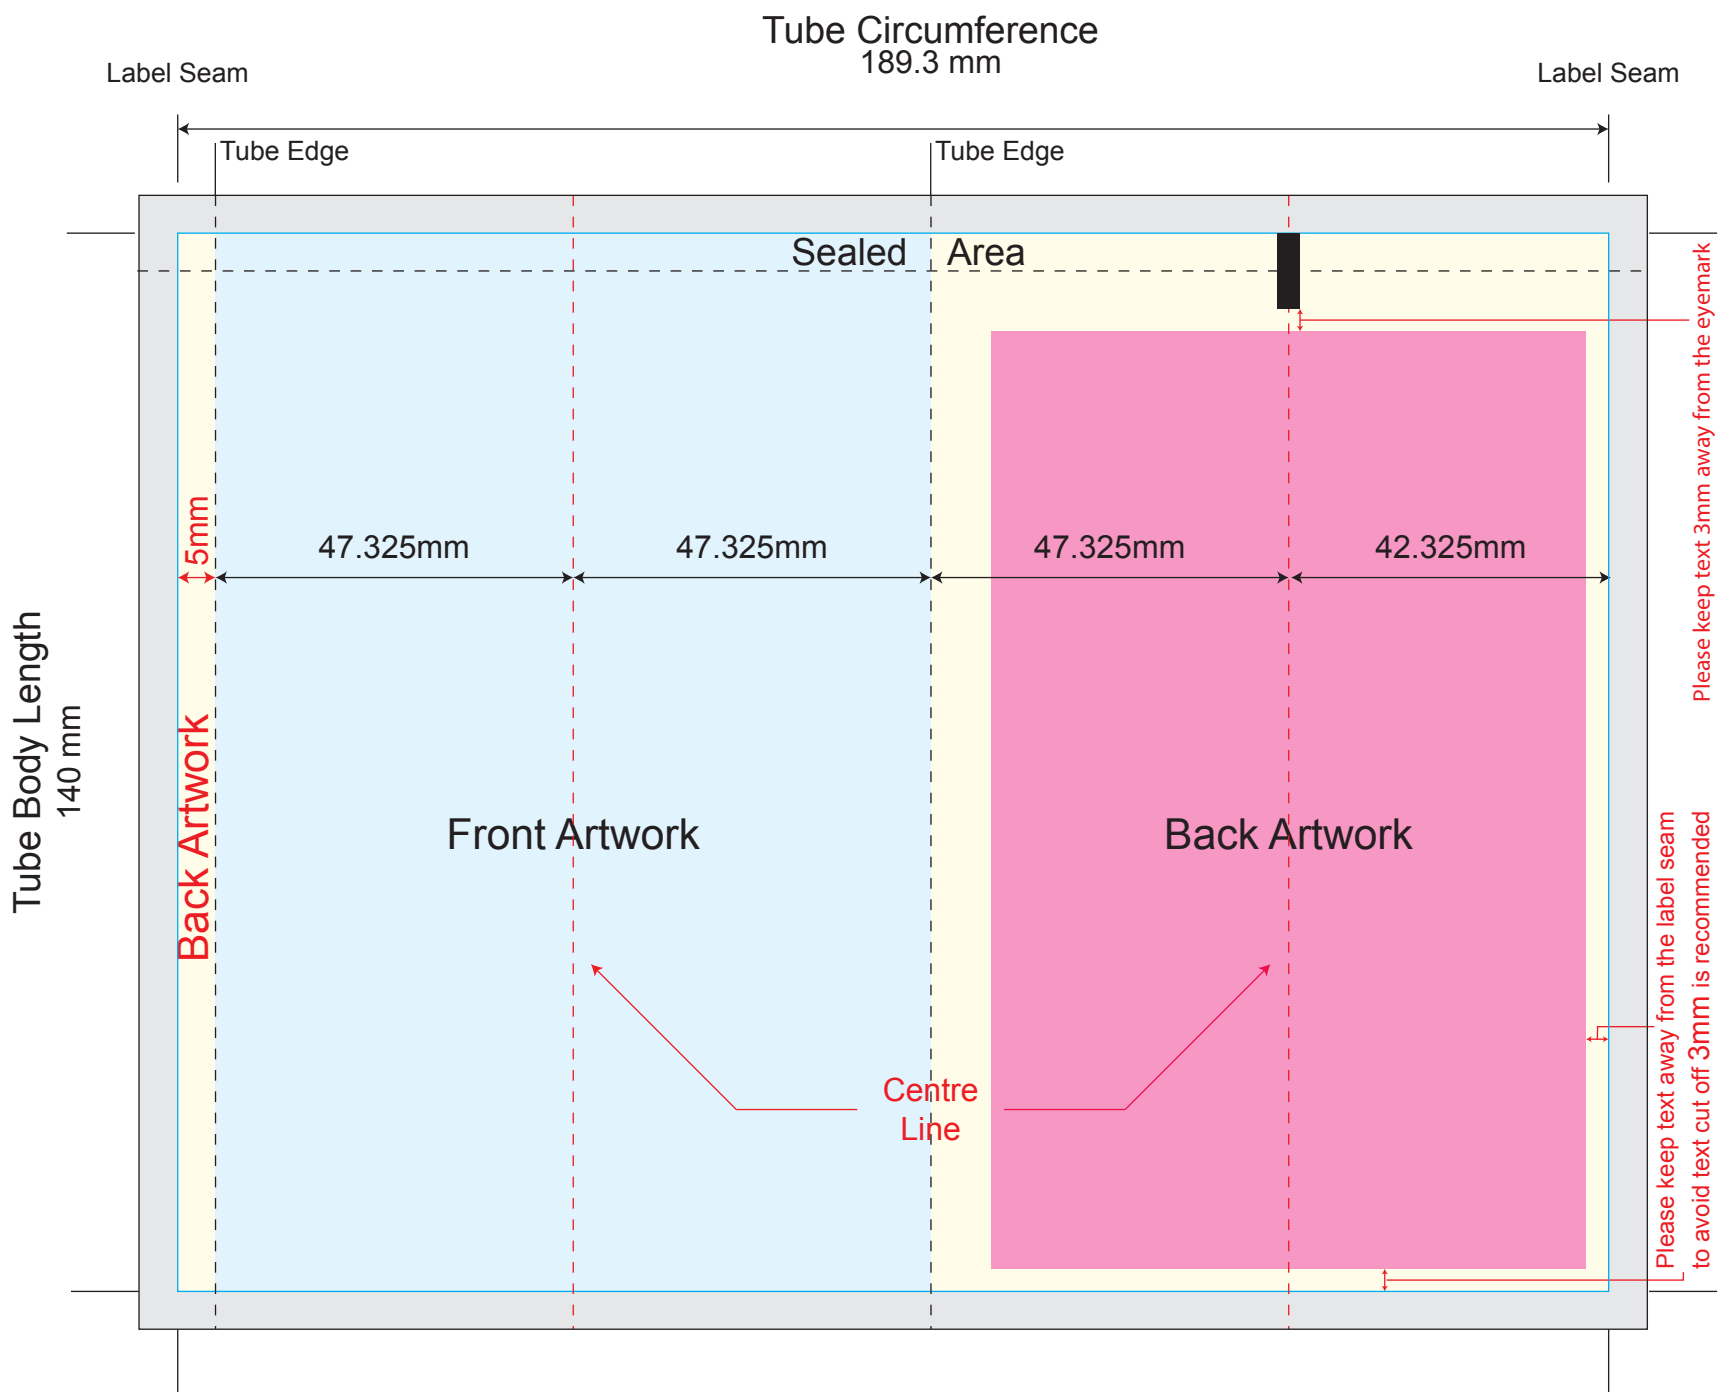 Tube Circumference
189.3 mm
Label Seam
Label Seam
Tube Edge
Tube Edge
Sealed Area
Please keep text 3mm away from the eyemark
5mm
47.325mm
47.325mm
47.325mm
42.325mm
Tube Body Length
140 mm
Back Artwork
Front Artwork
Back Artwork
Please keep text away from the label seam
to avoid text cut off 3mm is recommended
Centre
Line